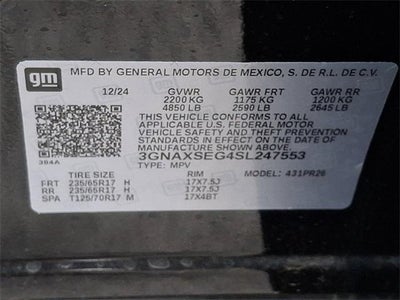 gm MFD BY GENERAL MOTORS DE MEXICO, S. DE R.L. DE C.V.
12/24 GVWR GAWR FRT GAWR RR
2200 KG 1175 KG 1200 KG
4850 LB 2590 LB 2645 LB
THIS VEHICLE CONFORMS TO ALL
APPLICABLE U.S. FEDERAL MOTOR
VEHICLE SAFETY AND THEFT
PREVENTION STANDARDS IN EFFECT ON THE
DATE OF MANUFACTURE SHOWN ABOVE.
3GNAXSEG4SL247553
384A TYPE: MPV MODEL: 431PR26
TIRE SIZE RIM
FRT 235/65R17 H 17X7.5J
RR 235/65R17 H 17X7.5J
SPA T125/70R17 M 17X4BT